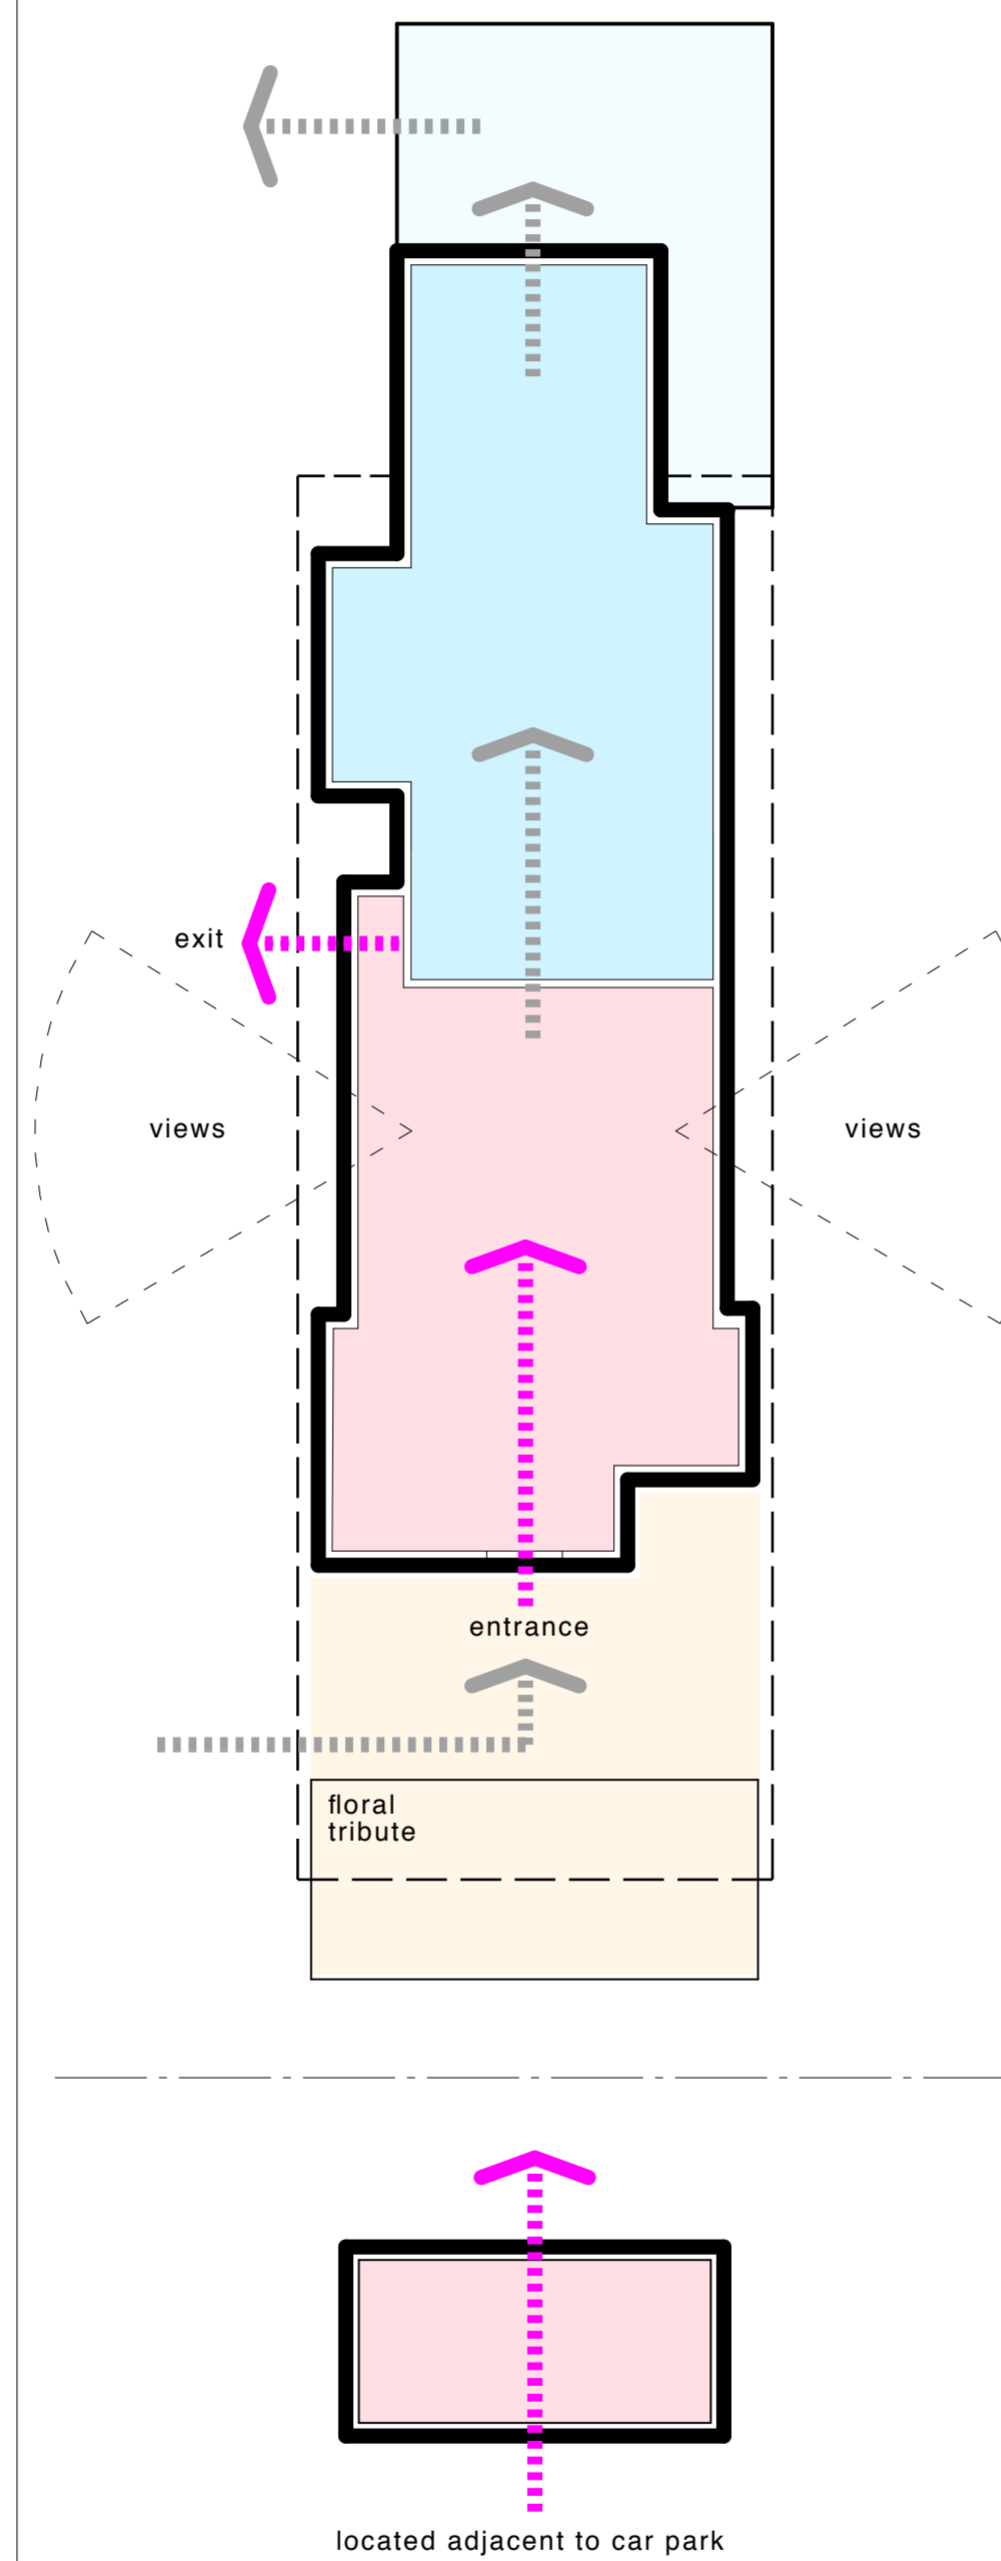 exit
views
views
entrance
floral
tribute
located adjacent to car park